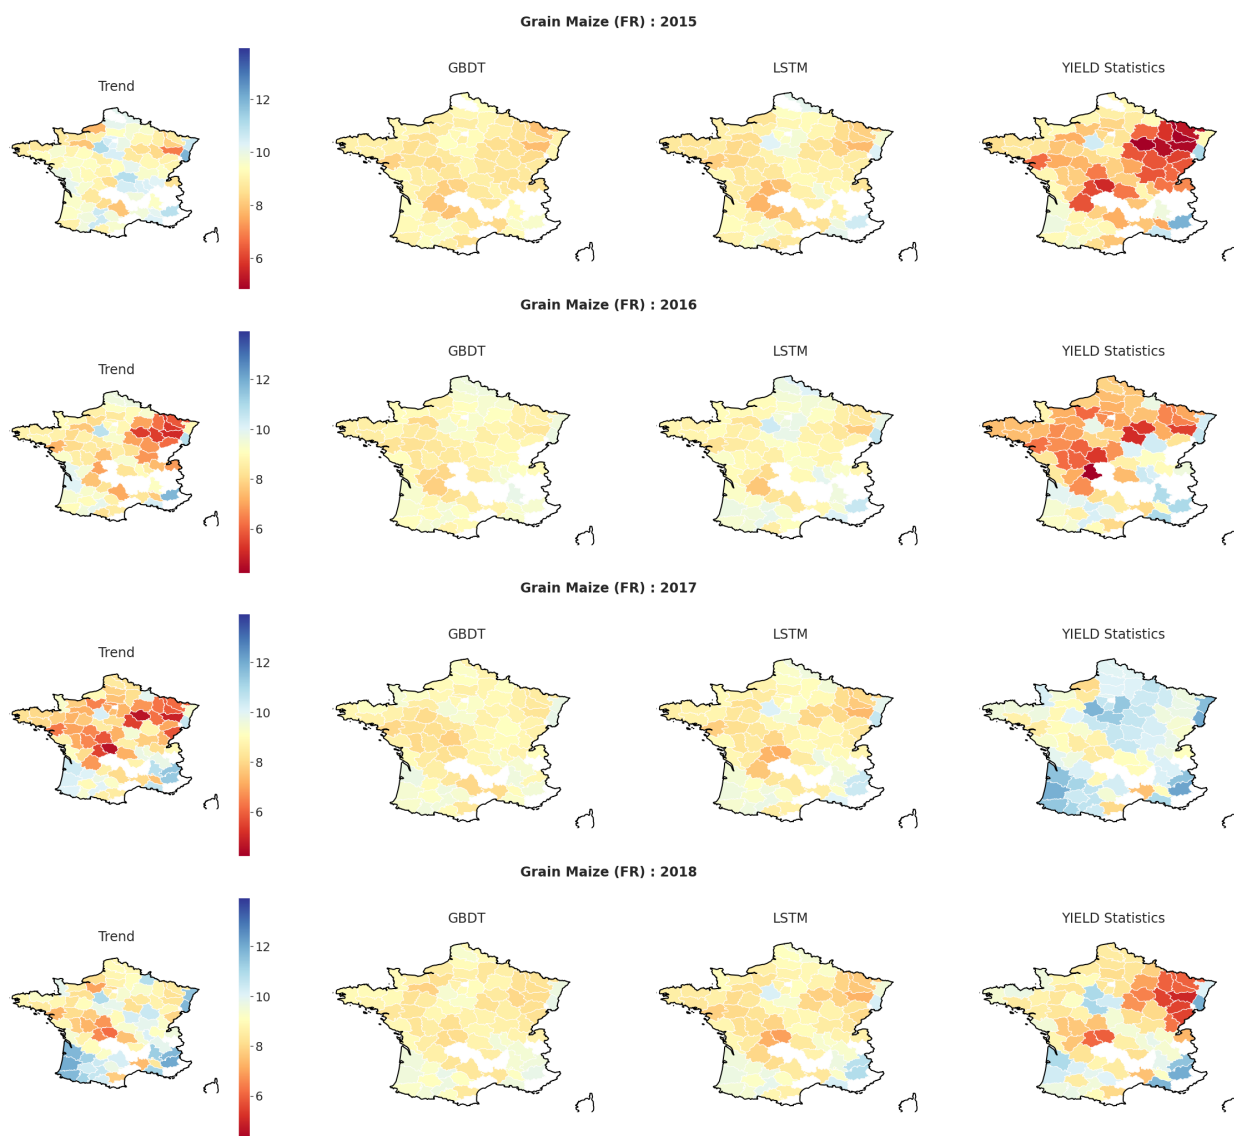 Grain Maize (FR) : 2015
Trend
GBDT
LSTM
YIELD Statistics
12
10
8
6
Grain Maize (FR) : 2016
Trend
GBDT
LSTM
YIELD Statistics
12
10
8
6
Grain Maize (FR) : 2017
Trend
GBDT
LSTM
YIELD Statistics
12
10
8
6
Grain Maize (FR) : 2018
Trend
GBDT
LSTM
YIELD Statistics
12
10
8
6